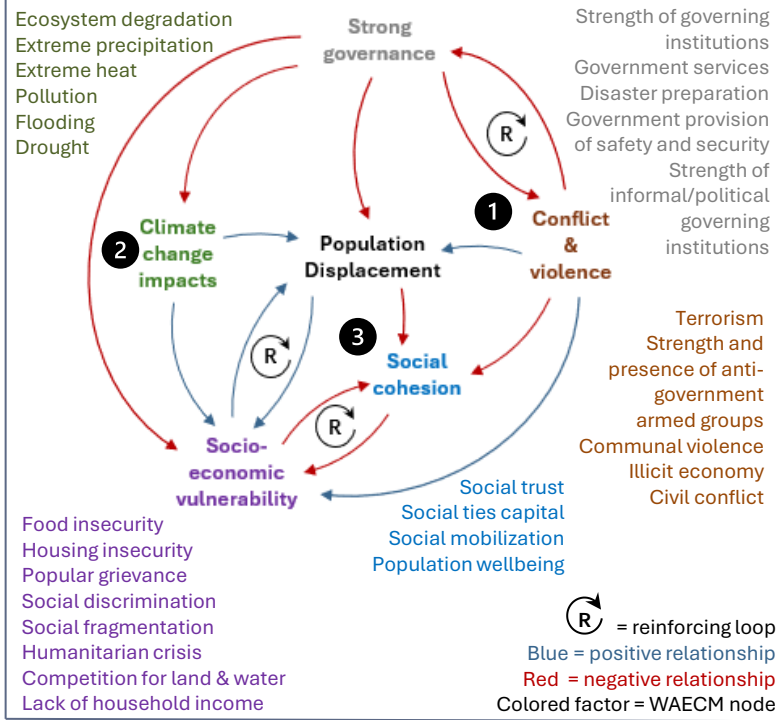 Ecosystem degradation
Extreme precipitation
Extreme heat
Pollution
Flooding
Drought
Strong
governance
Strength of governing
institutions
Government services
Disaster preparation
Government provision
of safety and security
Strength of
informal/political
governing
institutions
R
1
Conflict
&
violence
2
Climate
change
impacts
Population
Displacement
Terrorism
Strength and
presence of anti-
government
armed groups
Communal violence
Illicit economy
Civil conflict
R
3
Social
cohesion
R
Socio-
economic
vulnerability
Social trust
Social ties capital
Social mobilization
Population wellbeing
Food insecurity
Housing insecurity
Popular grievance
Social discrimination
Social fragmentation
Humanitarian crisis
Competition for land & water
Lack of household income
R = reinforcing loop
Blue = positive relationship
Red = negative relationship
Colored factor = WAECM node